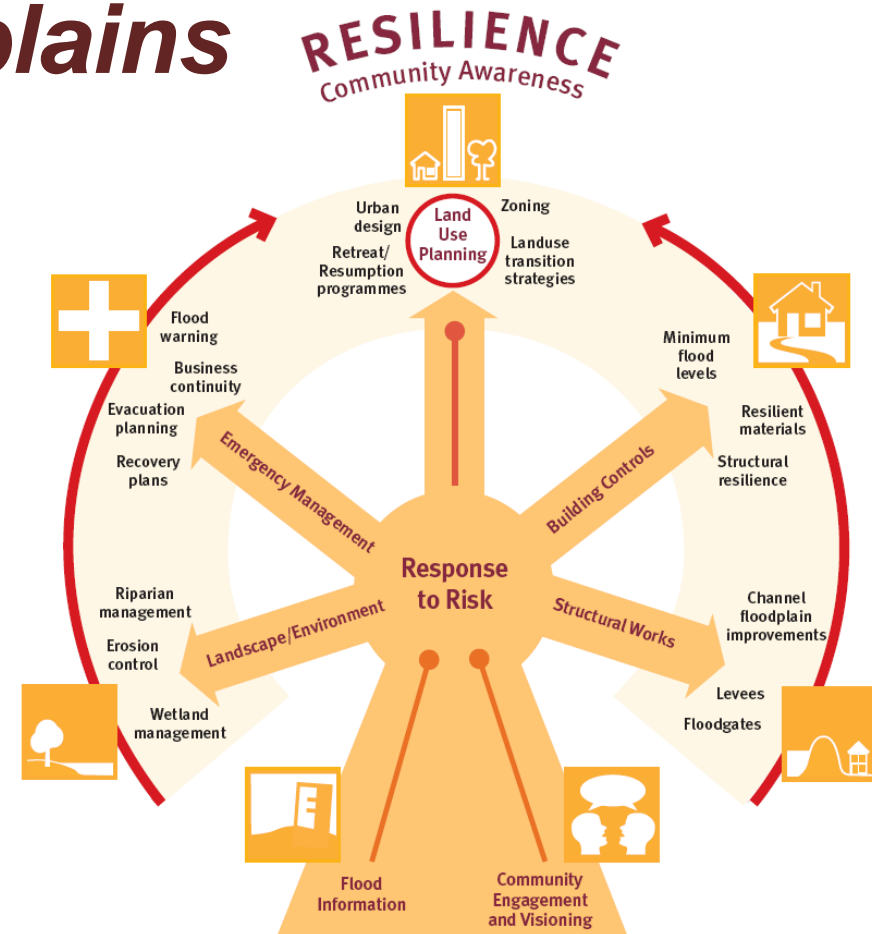 plains
RESILIENCE
Community Awareness
Urban
design
Retreat/
Resumption
programmes
Land
Use
Planning
Zoning
Landuse
transition
strategies
Flood
warning
Business
continuity
Evacuation
planning
Recovery
plans
Emergency Management
Minimum
flood
levels
Resilient
materials
Structural
resilience
Building Controls
Response
to Risk
Riparian
management
Erosion
control
Wetland
management
Landscape/Environment
Structural Works
Channel
floodplain
improvements
Levees
Floodgates
Flood
Information
Community
Engagement
and Visioning